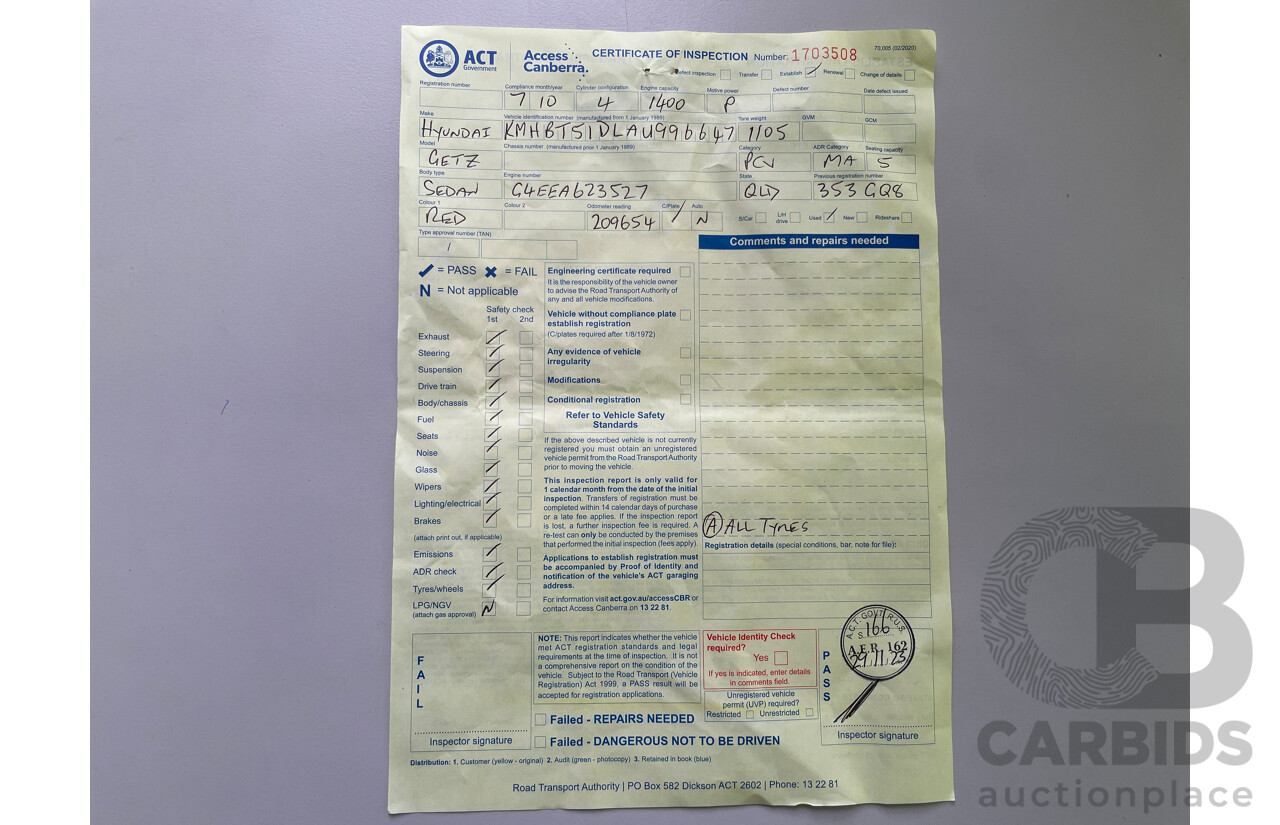 ACT Government
Access Canberra.
CERTIFICATE OF INSPECTION Number: 1703508
70.005 (02/2020)
Defect inspection Transfer Establish Renewal Change of details
Registration number Compliance month/year Cylinder configuration Engine capacity Motive power Defect number Date defect issued
7 10 4 1400 P
Make Vehicle identification number (manufactured from 1 January 1989) Tare weight GVM GCM
HYUNDAI KMHBT51DLAU996647 1105
Model Chassis number (manufactured prior 1 January 1989) Category ADR Category Seating capacity
GETZ PCV MA 5
Body type Engine number State Previous registration number
SEDAN G4EEA623527 QLD 353 GQ8
Colour 1 Colour 2 Odometer reading C/Plate Auto
RED 209654 / N
S/Car L/H drive Used New Rideshare
Type approval number (TAN)
/
Comments and repairs needed
✓ = PASS ✖ = FAIL
N = Not applicable
Safety check
1st 2nd
Exhaust
Steering
Suspension
Drive train
Body/chassis
Fuel
Seats
Noise
Glass
Wipers
Lighting/electrical
Brakes
(attach print out, if applicable)
Emissions
ADR check
Tyres/wheels
LPG/NGV N
(attach gas approval)
Engineering certificate required
It is the responsibility of the vehicle owner
to advise the Road Transport Authority of
any and all vehicle modifications.
Vehicle without compliance plate
establish registration
(C/plates required after 1/8/1972)
Any evidence of vehicle
irregularity
Modifications
Conditional registration
Refer to Vehicle Safety
Standards
If the above described vehicle is not currently
registered you must obtain an unregistered
vehicle permit from the Road Transport Authority
prior to moving the vehicle.
This inspection report is only valid for
1 calendar month from the date of the initial
inspection. Transfers of registration must be
completed within 14 calendar days of purchase
or a late fee applies. If the inspection report
is lost, a further inspection fee is required. A
re-test can only be conducted by the premises
that performed the initial inspection (fees apply).
Applications to establish registration must
be accompanied by Proof of Identity and
notification of the vehicle's ACT garaging
address.
For information visit act.gov.au/accessCBR or
contact Access Canberra on 13 22 81.
A ALL TYRES
Registration details (special conditions, bar, note for file):
FAIL
Inspector signature
NOTE: This report indicates whether the vehicle
met ACT registration standards and legal
requirements at the time of inspection. It is not
a comprehensive report on the condition of the
vehicle. Subject to the Road Transport (Vehicle
Registration) Act 1999, a PASS result will be
accepted for registration applications.
Failed - REPAIRS NEEDED
Failed - DANGEROUS NOT TO BE DRIVEN
Vehicle Identity Check
required?
Yes
If yes is indicated, enter details
in comments field.
Unregistered vehicle
permit (UVP) required?
Restricted Unrestricted
PASS
A.C.T. GOVT R.U.S
S. 166
A.E.R. 162
29.11.23
Inspector signature
Distribution: 1. Customer (yellow - original) 2. Audit (green - photocopy) 3. Retained in book (blue)
Road Transport Authority | PO Box 582 Dickson ACT 2602 | Phone: 13 22 81
CARBIDS
auctionplace